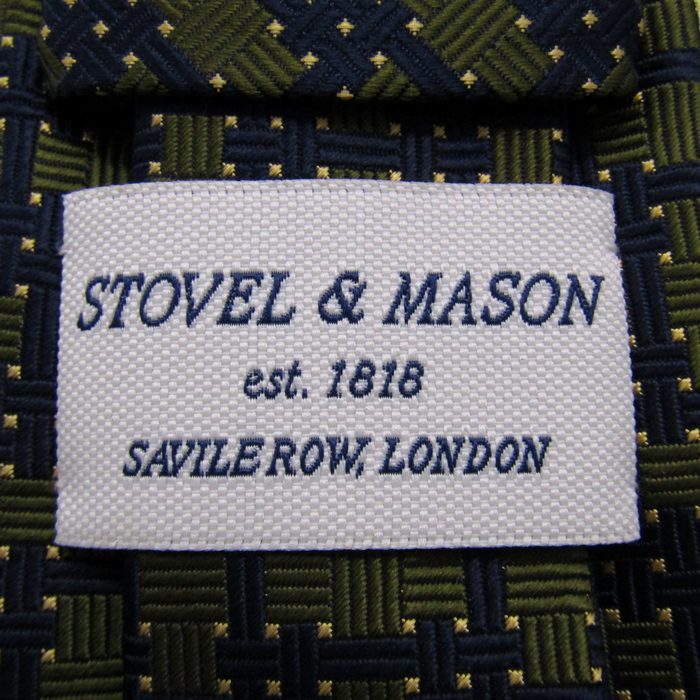 STOVEL & MASON
est. 1818
SAVILE ROW, LONDON